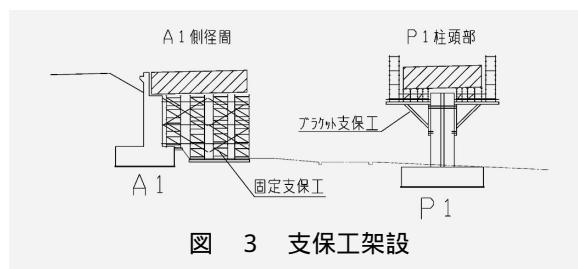 A1側径周
P1柱頭部
ブラケット支保工
固定支保工
A1
P1
図 3 支保工架設